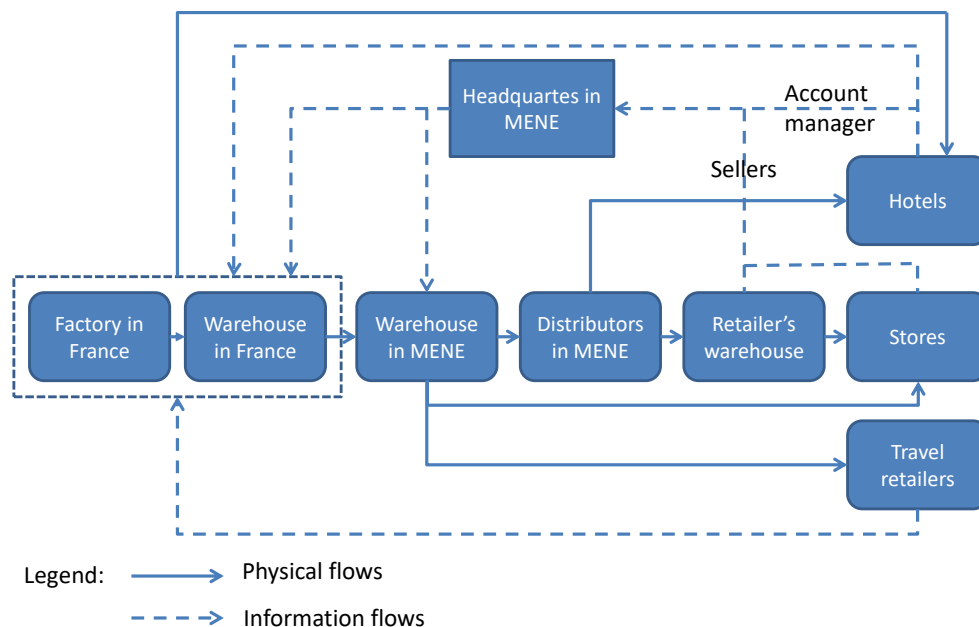 Headquartes in
MENE
Account
manager
Sellers
Hotels
Factory in
France
Warehouse
in France
Warehouse
in MENE
Distributors
in MENE
Retailer's
warehouse
Stores
Travel
retailers
Legend:
Physical flows
Information flows